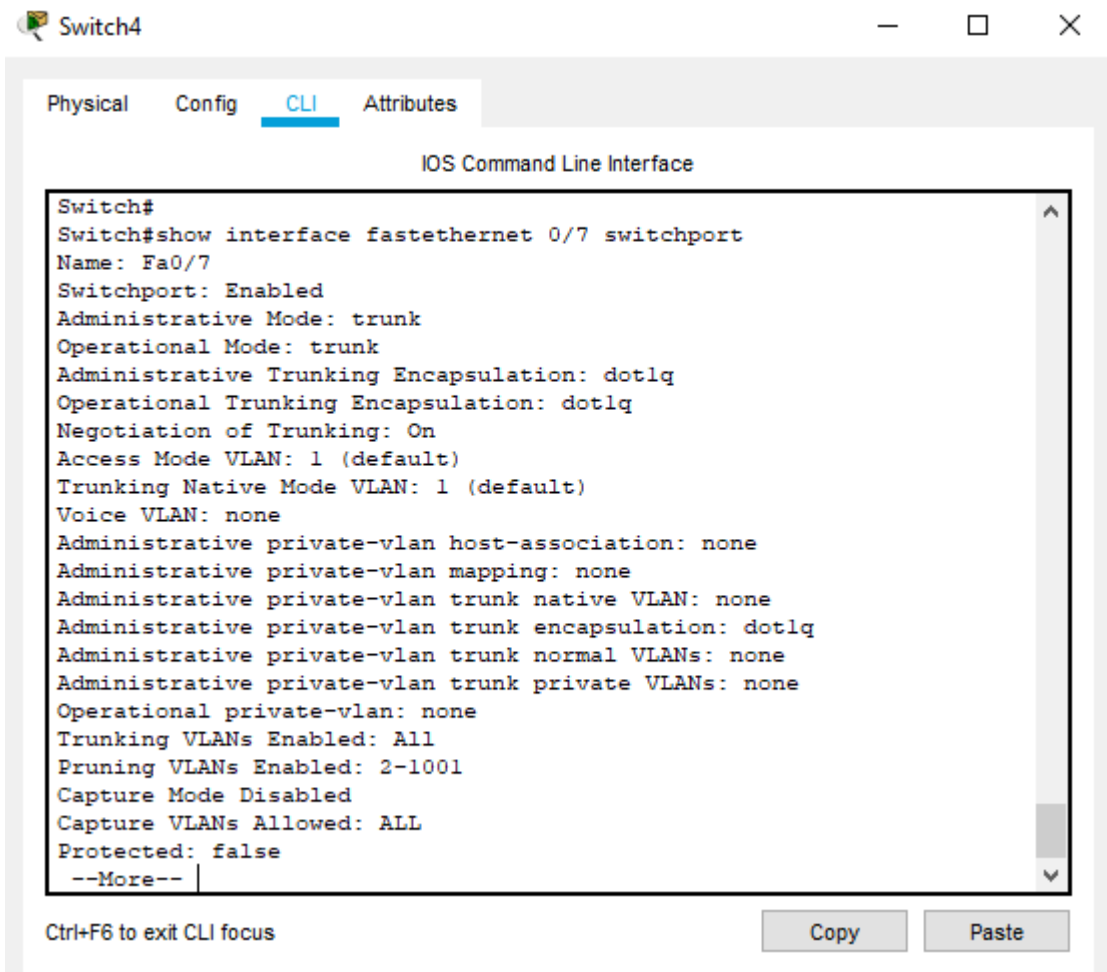 Switch4
Physical Config CLI Attributes
IOS Command Line Interface
Switch#
Switch#show interface fastethernet 0/7 switchport
Name: Fa0/7
Switchport: Enabled
Administrative Mode: trunk
Operational Mode: trunk
Administrative Trunking Encapsulation: dot1q
Operational Trunking Encapsulation: dot1q
Negotiation of Trunking: On
Access Mode VLAN: 1 (default)
Trunking Native Mode VLAN: 1 (default)
Voice VLAN: none
Administrative private-vlan host-association: none
Administrative private-vlan mapping: none
Administrative private-vlan trunk native VLAN: none
Administrative private-vlan trunk encapsulation: dot1q
Administrative private-vlan trunk normal VLANs: none
Administrative private-vlan trunk private VLANs: none
Operational private-vlan: none
Trunking VLANs Enabled: All
Pruning VLANs Enabled: 2-1001
Capture Mode Disabled
Capture VLANs Allowed: ALL
Protected: false
--More--
Ctrl+F6 to exit CLI focus
Copy Paste